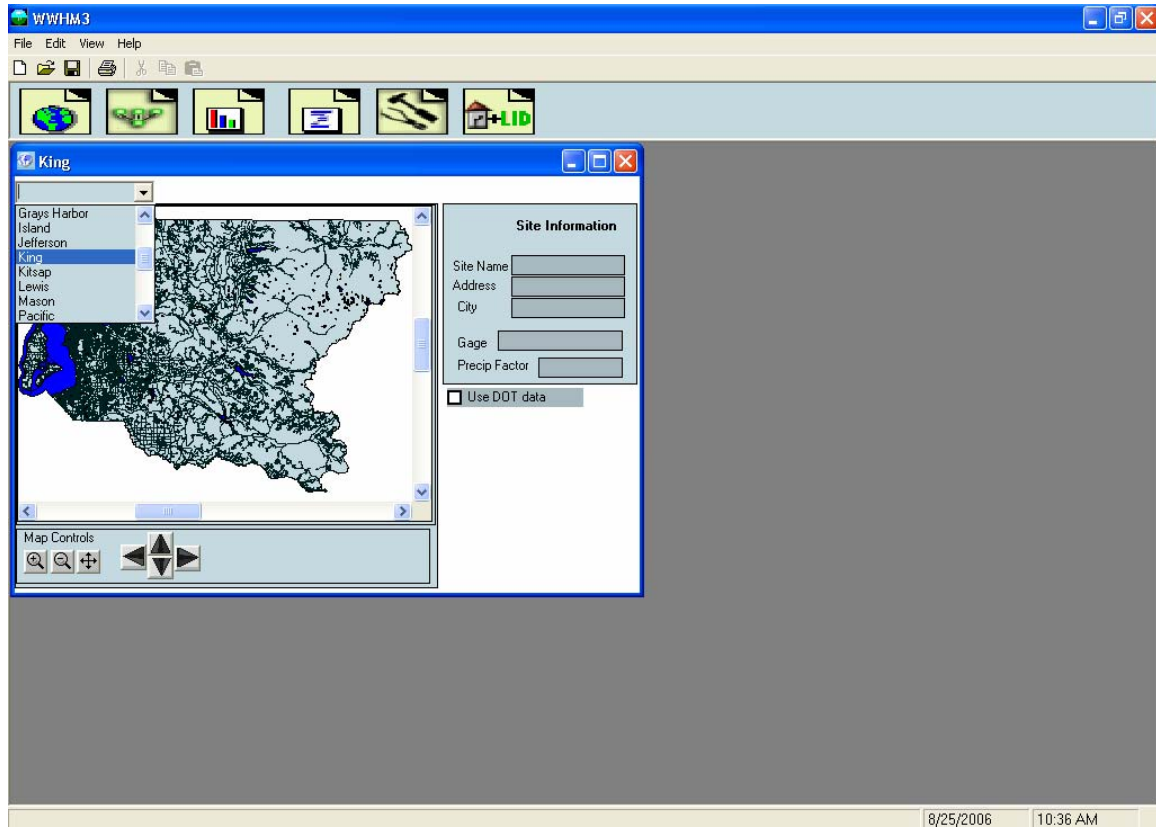 WWHM3
File Edit View Help
+LID
King
Grays Harbor
Island
Jefferson
King
Kitsap
Lewis
Mason
Pacific
Site Information
Site Name
Address
City
Gage
Precip Factor
Use DOT data
Map Controls
8/25/2006 10:36 AM